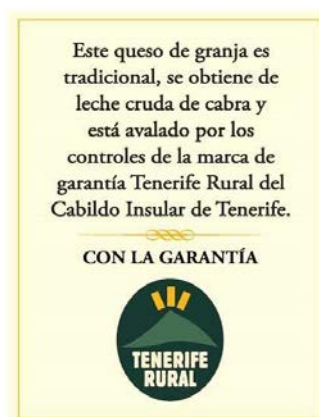 Este queso de granja es
tradicional, se obtiene de
leche cruda de cabra y
está avalado por los
controles de la marca de
garantía Tenerife Rural del
Cabildo Insular de Tenerife.
CON LA GARANTÍA
TENERIFE
RURAL